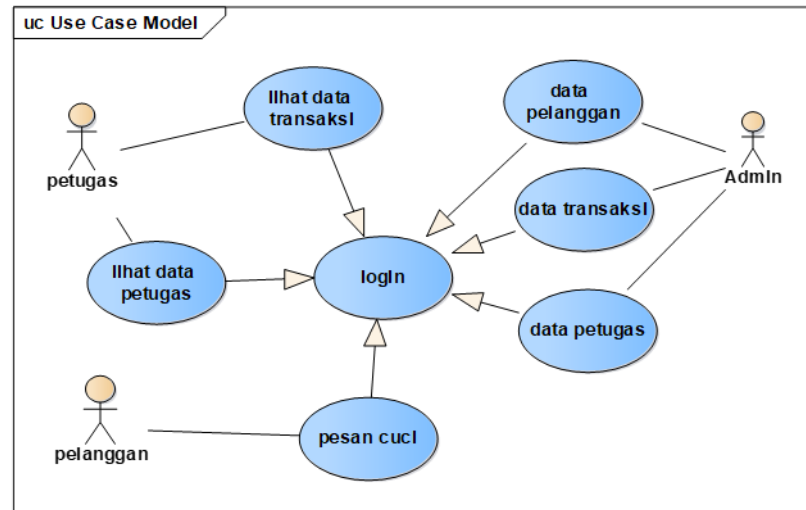 uc Use Case Model
lihat data
transaksi
data
pelanggan
petugas
Admin
data transaksi
lihat data
petugas
login
data petugas
pelanggan
pesan cuci